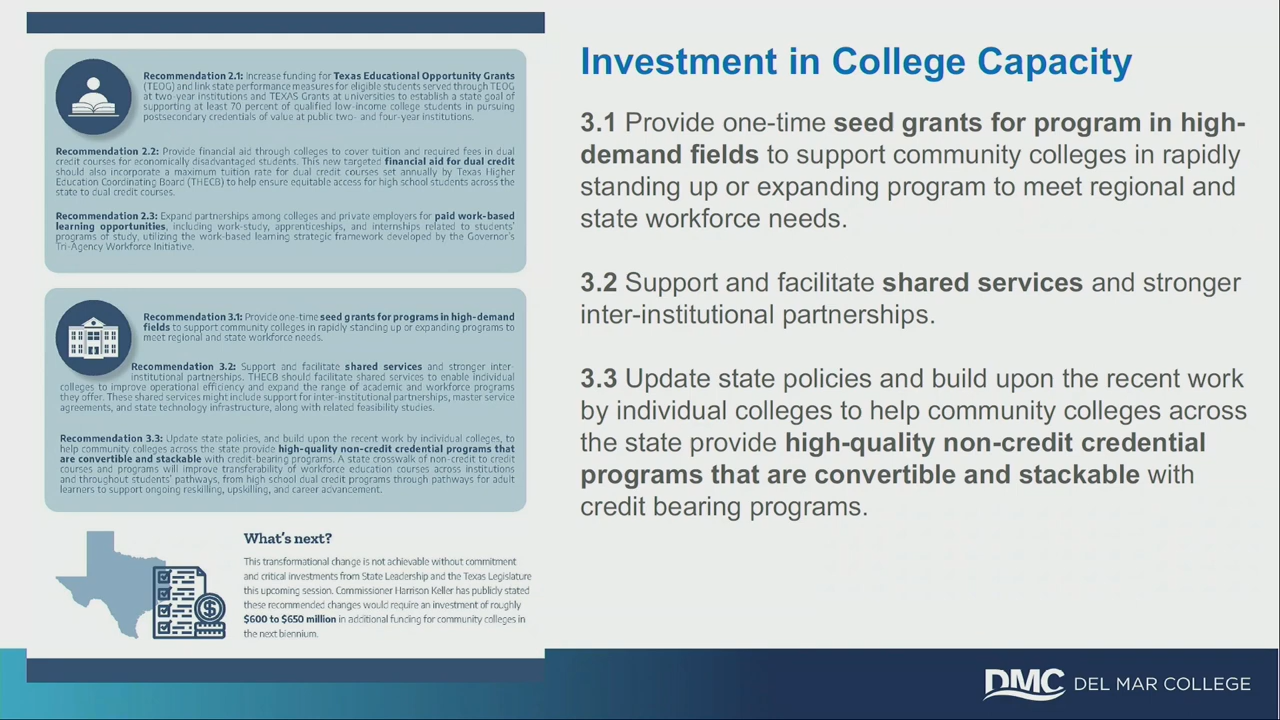 Recommendation 2.1: Increase funding for Texas Educational Opportunity Grants
(TEOG) and link state performance measures for eligible students served through TEOG
at two-year institutions and TEXAS Grants at universities to establish a state goal of
supporting at least 70 percent of qualified low-income college students in pursuing
postsecondary credentials of value at public two- and four-year institutions.
Recommendation 2.2: Provide financial aid through colleges to cover tuition and required fees in dual
credit courses for economically disadvantaged students. This new targeted financial aid for dual credit
should also incorporate a maximum tuition rate for dual credit courses set annually by Texas Higher
Education Coordinating Board (THECB) to help ensure equitable access for high school students across the
state to dual credit courses.
Recommendation 2.3: Expand partnerships among colleges and private employers for paid work-based
learning opportunities, including work-study, apprenticeships, and internships related to students'
programs of study, utilizing the work-based learning strategic framework developed by the Governor's
Tri-Agency Workforce Initiative.
Recommendation 3.1: Provide one-time seed grants for programs in high-demand
fields to support community colleges in rapidly standing up or expanding programs to
meet regional and state workforce needs.
Recommendation 3.2: Support and facilitate shared services and stronger inter-
institutional partnerships. THECB should facilitate shared services to enable individual
colleges to improve operational efficiency and expand the range of academic and workforce programs
they offer. These shared services might include support for inter-institutional partnerships, master service
agreements, and state technology infrastructure, along with related feasibility studies.
Recommendation 3.3: Update state policies, and build upon the recent work by individual colleges, to
help community colleges across the state provide high-quality non-credit credential programs that
are convertible and stackable with credit-bearing programs. A state crosswalk of non-credit to credit
courses and programs will improve transferability of workforce education courses across institutions
and throughout students' pathways, from high school dual credit programs through pathways for adult
learners to support ongoing reskilling, upskilling, and career advancement.
What's next?
This transformational change is not achievable without commitment
and critical investments from State Leadership and the Texas Legislature
this upcoming session. Commissioner Harrison Keller has publicly stated
these recommended changes would require an investment of roughly
$600 to $650 million in additional funding for community colleges in
the next biennium.
Investment in College Capacity
3.1 Provide one-time seed grants for program in high-
demand fields to support community colleges in rapidly
standing up or expanding program to meet regional and
state workforce needs.
3.2 Support and facilitate shared services and stronger
inter-institutional partnerships.
3.3 Update state policies and build upon the recent work
by individual colleges to help community colleges across
the state provide high-quality non-credit credential
programs that are convertible and stackable with
credit bearing programs.
DMC DEL MAR COLLEGE